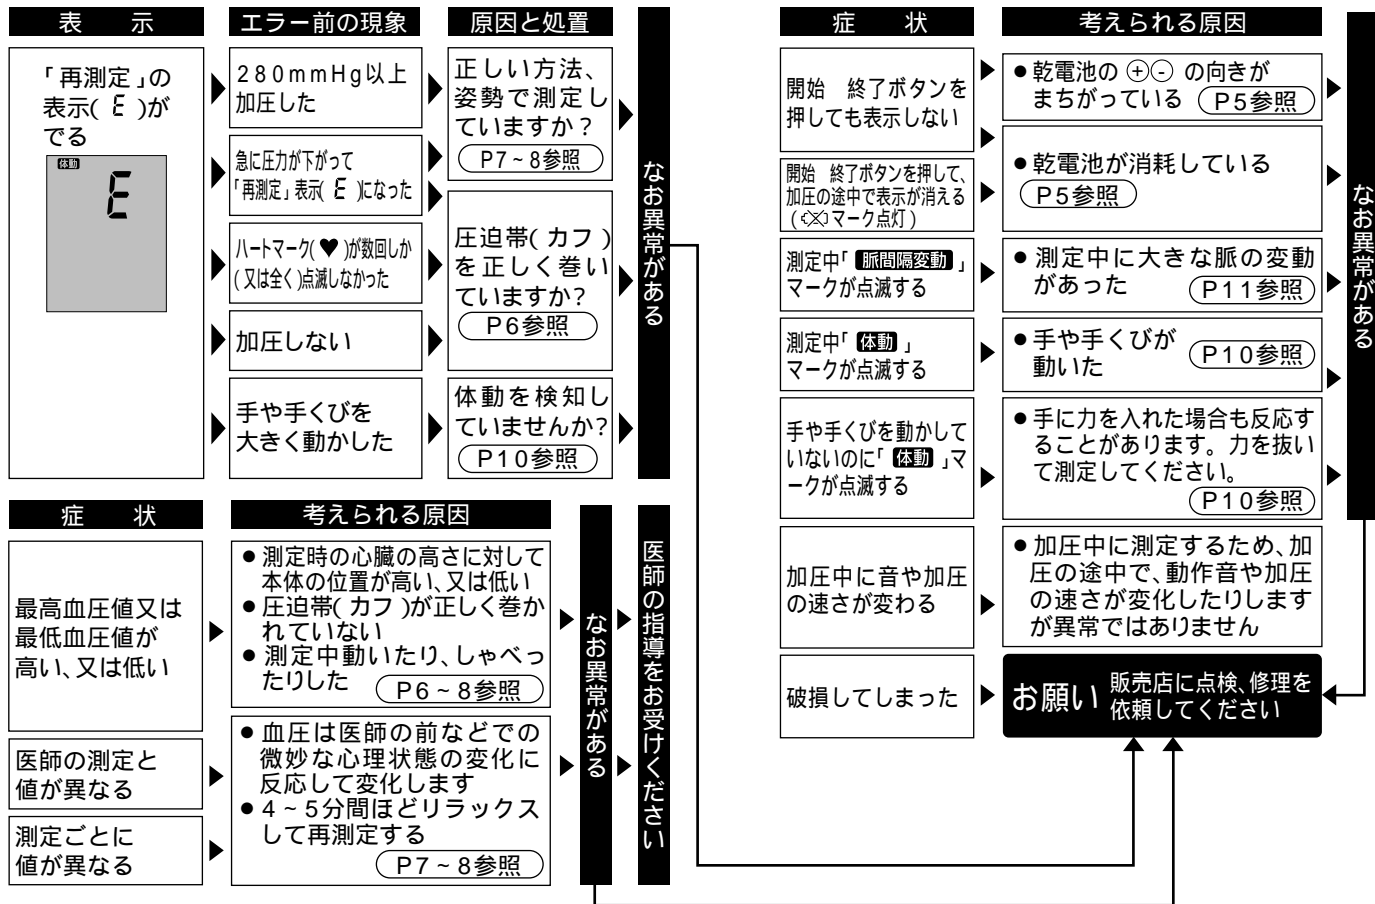 表 示
エラー前の現象
原因と処置
「再測定」の
表示( E )が
でる
体動
E
280mmHg以上
加圧した
急に圧力が下がって
「再測定」表示( E )になった
ハートマーク(♥)が数回しか
(又は全く)点滅しなかった
加圧しない
手や手くびを
大きく動かした
正しい方法、
姿勢で測定し
ていますか?
P7~8参照
圧迫帯(カフ)
を正しく巻い
ていますか?
P6参照
体動を検知し
ていませんか?
P10参照
なお異常がある
症 状
考えられる原因
最高血圧値又は
最低血圧値が
高い、又は低い
●測定時の心臓の高さに対して
本体の位置が高い、又は低い
●圧迫帯(カフ)が正しく巻か
れていない
●測定中動いたり、しゃべっ
たりした P6~8参照
医師の測定と
値が異なる
測定ごとに
値が異なる
●血圧は医師の前などでの
微妙な心理状態の変化に
反応して変化します
●4~5分間ほどリラックス
して再測定する
P7~8参照
なお異常がある
医師の指導をお受けください
症 状
考えられる原因
開始 終了ボタンを
押しても表示しない
●乾電池の ⊕⊖ の向きが
まちがっている P5参照
開始 終了ボタンを押して、
加圧の途中で表示が消える
( マーク点灯)
●乾電池が消耗している
P5参照
測定中「脈間隔変動」
マークが点滅する
●測定中に大きな脈の変動
があった P11参照
測定中「体動」
マークが点滅する
●手や手くびが
動いた P10参照
手や手くびを動かして
いないのに「体動」マ
ークが点滅する
●手に力を入れた場合も反応す
ることがあります。力を抜い
て測定してください。
P10参照
加圧中に音や加圧
の速さが変わる
●加圧中に測定するため、加
圧の途中で、動作音や加圧
の速さが変化したりします
が異常ではありません
破損してしまった
お願い 販売店に点検、修理を
依頼してください
なお異常がある